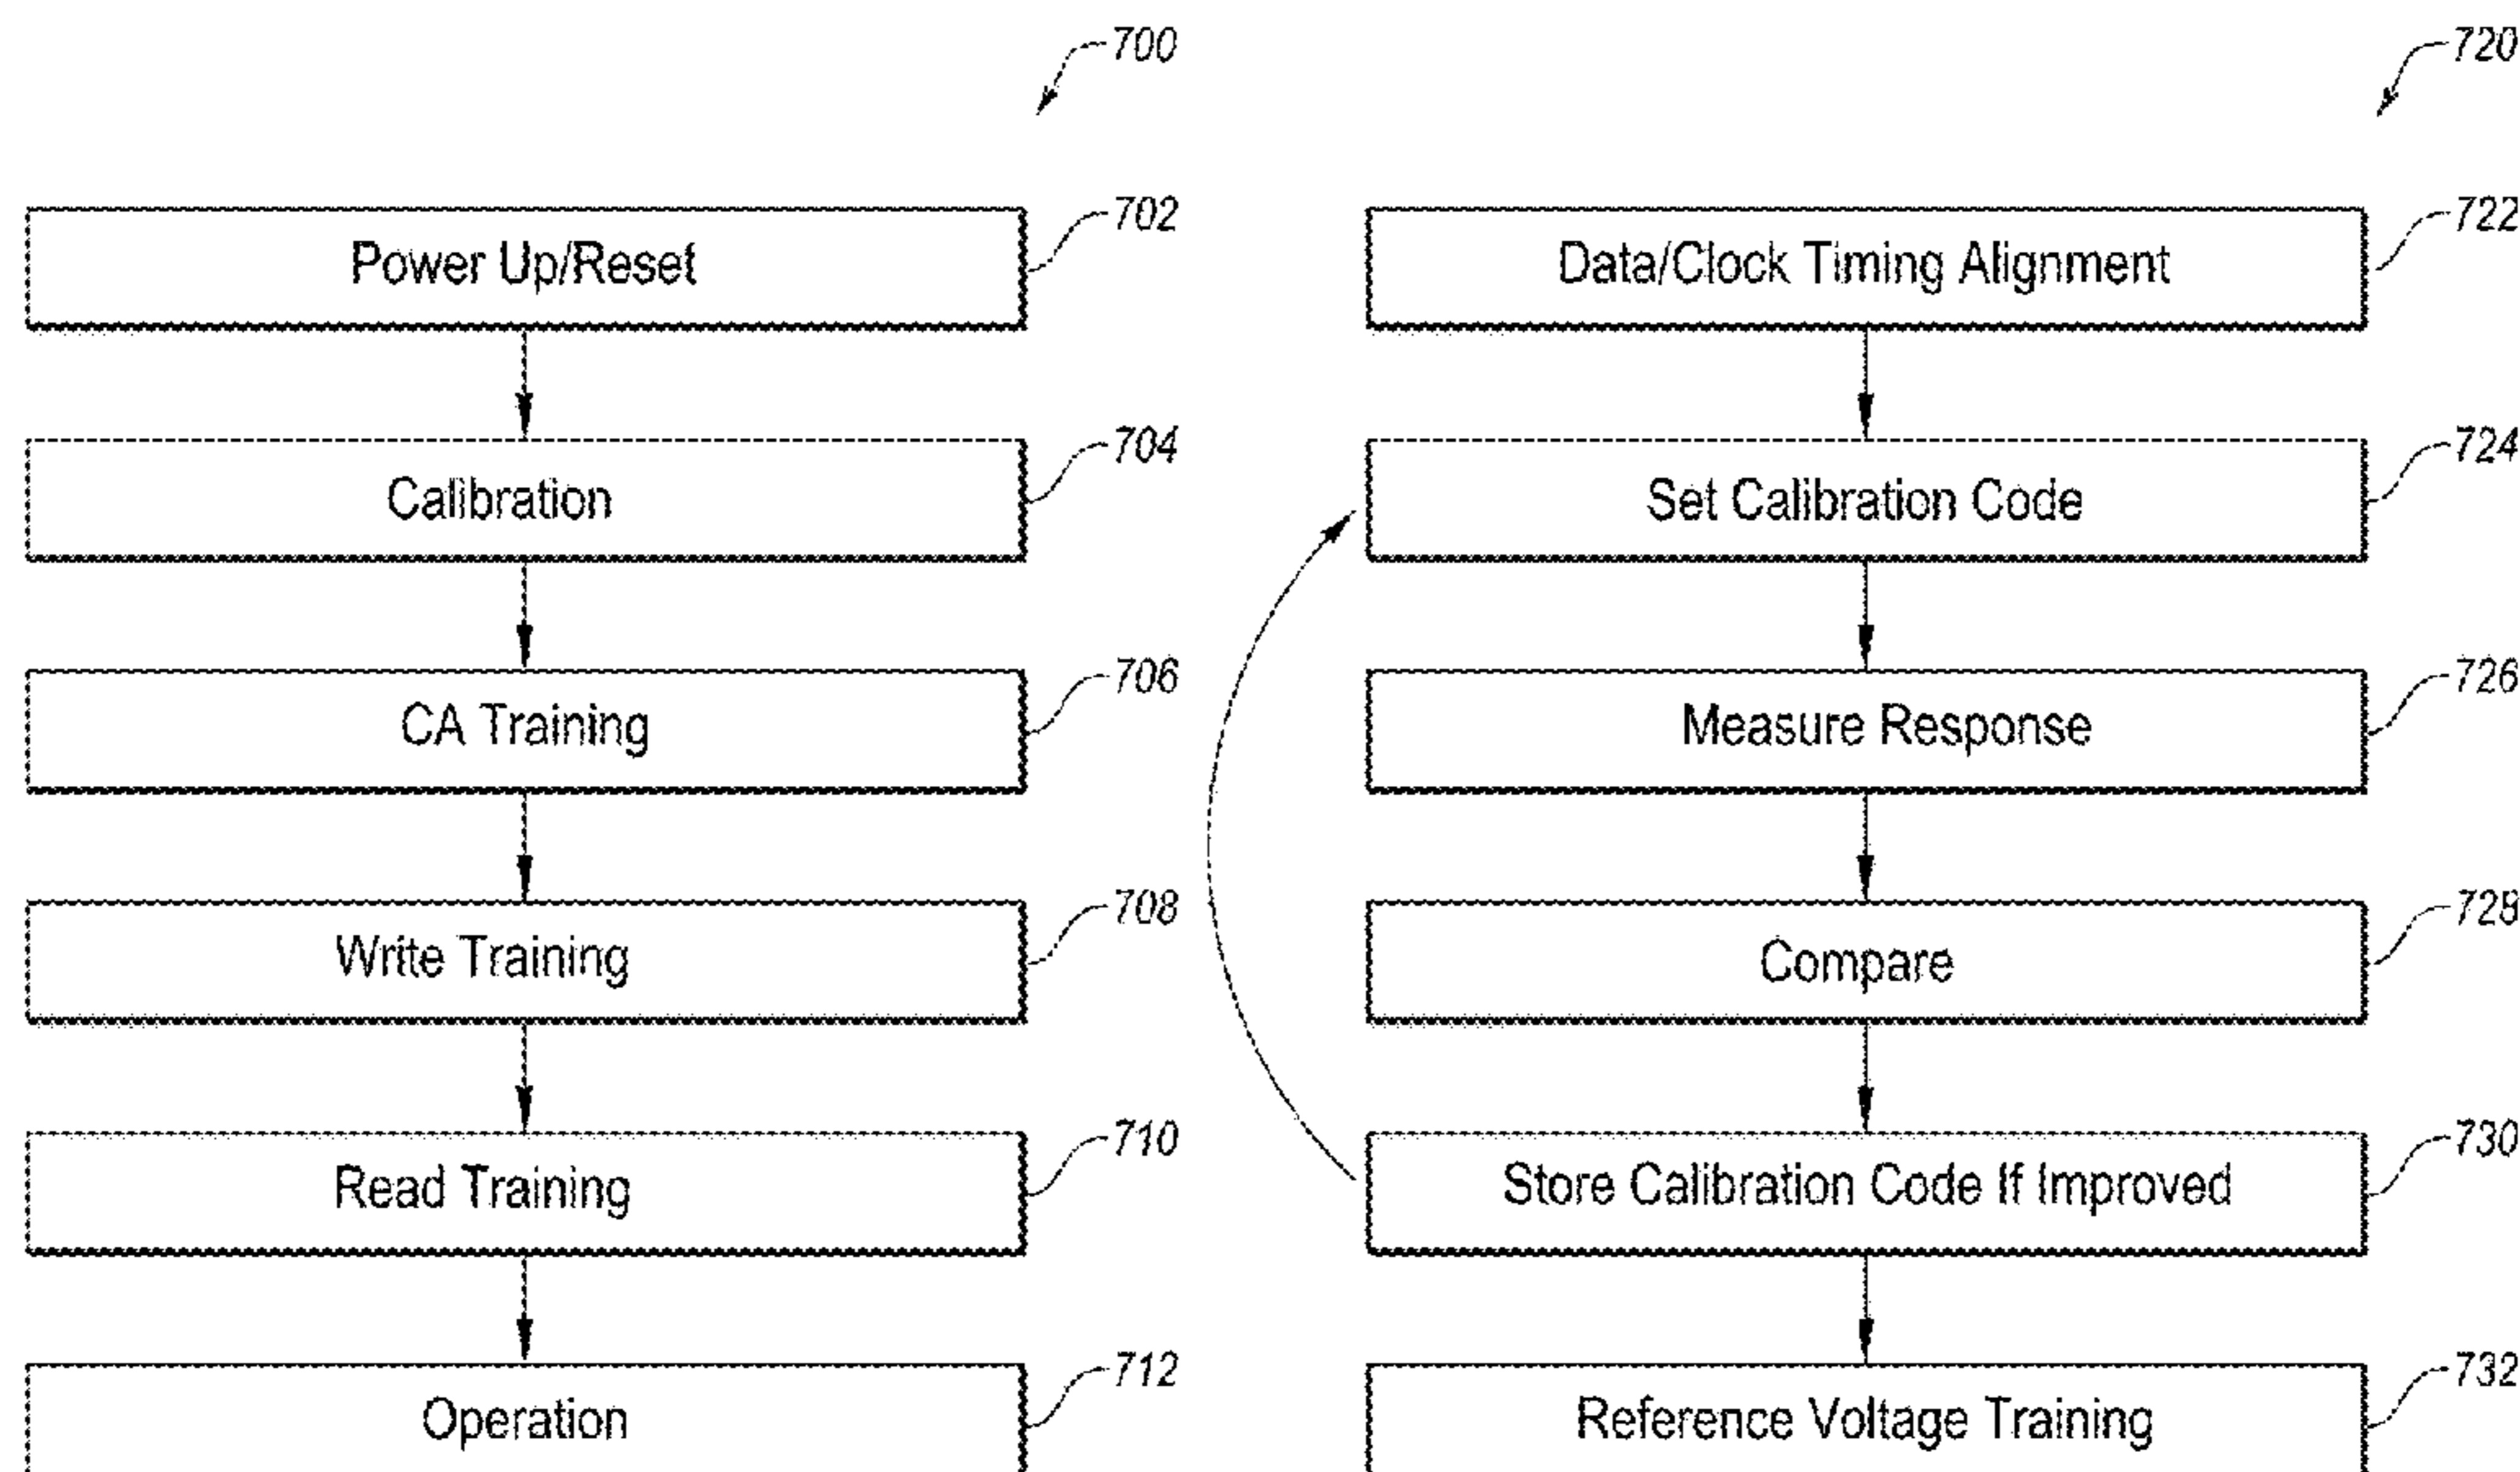 700
702
Power Up/Reset
704
Calibration
706
CA Training
708
Write Training
710
Read Training
712
Operation
720
722
Data/Clock Timing Alignment
724
Set Calibration Code
726
Measure Response
728
Compare
730
Store Calibration Code If Improved
732
Reference Voltage Training